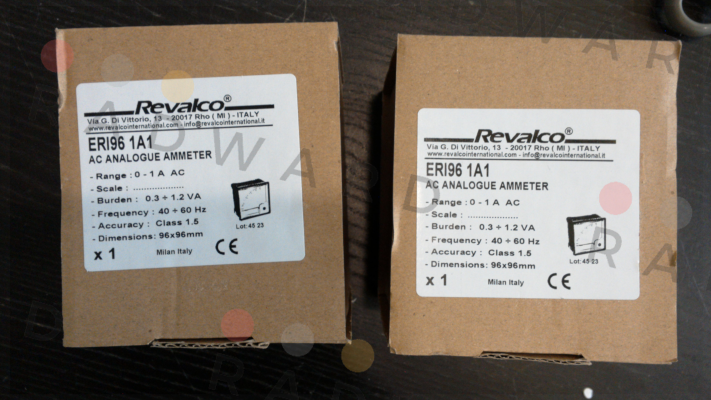 Revalco®
Via G. Di Vittorio, 13 - 20017 Rho ( MI ) - ITALY
www.revalcointernational.com - info@revalcointernational.it
ERI96 1A1
AC ANALOGUE AMMETER
- Range : 0 - 1 A AC
- Scale : ....................
- Burden : 0.3 ÷ 1.2 VA
- Frequency : 40 ÷ 60 Hz
- Accuracy : Class 1.5
- Dimensions: 96x96mm
Lot: 45 23
x 1 Milan Italy CE
Revalco®
Via G. Di Vittorio, 13 - 20017 Rho ( MI ) - ITALY
www.revalcointernational.com - info@revalcointernational.it
ERI96 1A1
AC ANALOGUE AMMETER
- Range : 0 - 1 A AC
- Scale : ....................
- Burden : 0.3 ÷ 1.2 VA
- Frequency : 40 ÷ 60 Hz
- Accuracy : Class 1.5
- Dimensions: 96x96mm
Lot: 45 23
x 1 Milan Italy CE